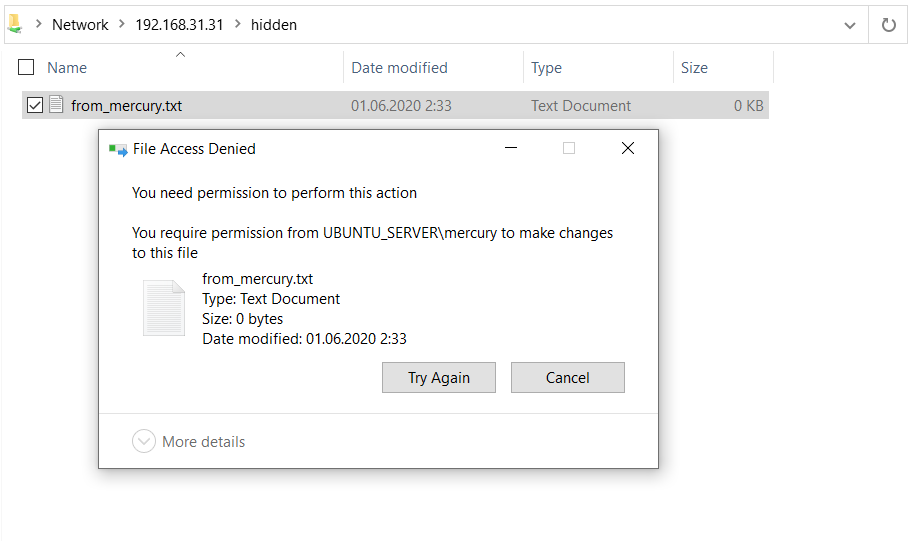 Network > 192.168.31.31 > hidden
Name Date modified Type Size
from_mercury.txt 01.06.2020 2:33 Text Document 0 KB
File Access Denied
You need permission to perform this action
You require permission from UBUNTU_SERVER\mercury to make changes
to this file
from_mercury.txt
Type: Text Document
Size: 0 bytes
Date modified: 01.06.2020 2:33
Try Again Cancel
More details